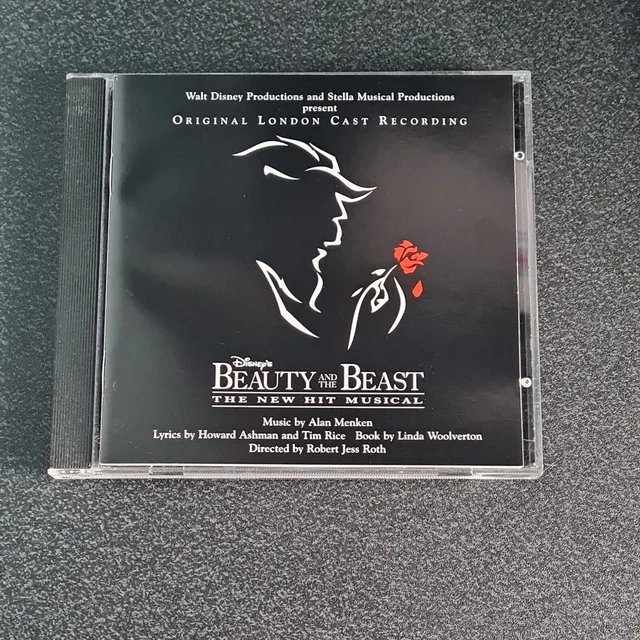 Walt Disney Productions and Stella Musical Productions
present
ORIGINAL LONDON CAST RECORDING
Disney's
BEAUTY AND THE BEAST
THE NEW HIT MUSICAL
Music by Alan Menken
Lyrics by Howard Ashman and Tim Rice Book by Linda Woolverton
Directed by Robert Jess Roth